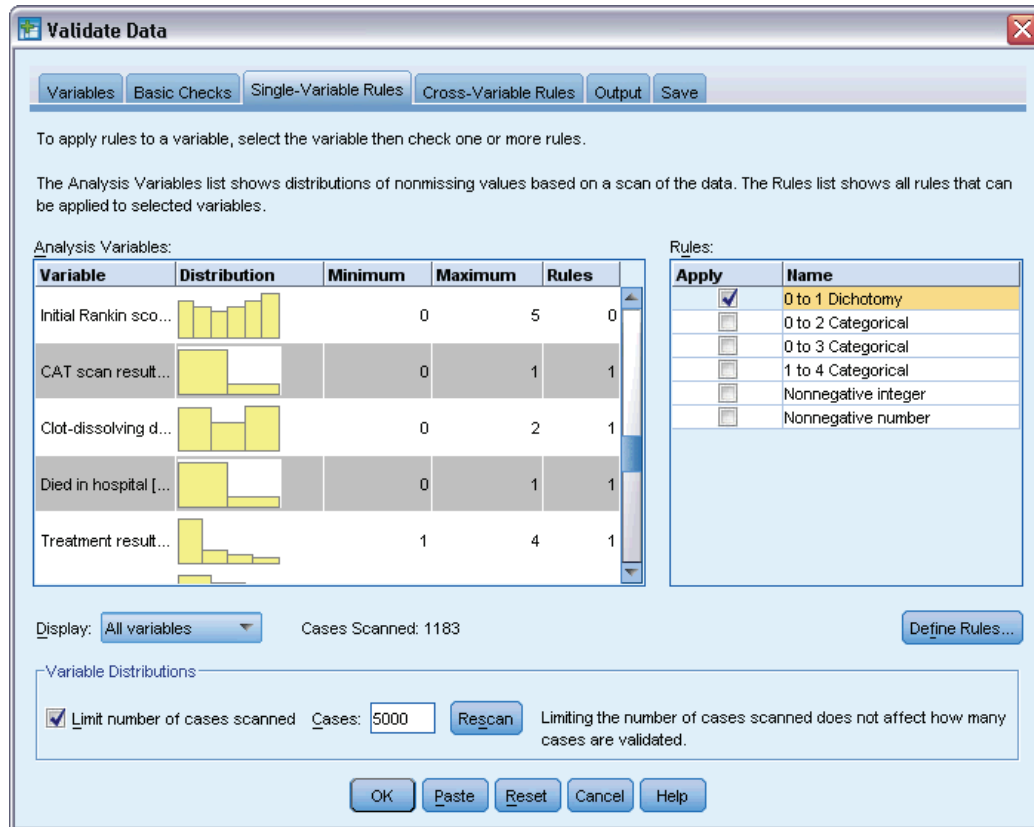 Validate Data
Variables Basic Checks Single-Variable Rules Cross-Variable Rules Output Save
To apply rules to a variable, select the variable then check one or more rules.
The Analysis Variables list shows distributions of nonmissing values based on a scan of the data. The Rules list shows all rules that can
be applied to selected variables.
Analysis Variables:
Variable Distribution Minimum Maximum Rules
Initial Rankin sco... 0 5 0
CAT scan result... 0 1 1
Clot-dissolving d... 0 2 1
Died in hospital [... 0 1 1
Treatment result... 1 4 1
Rules:
Apply Name
0 to 1 Dichotomy
0 to 2 Categorical
0 to 3 Categorical
1 to 4 Categorical
Nonnegative integer
Nonnegative number
Display: All variables Cases Scanned: 1183 Define Rules...
Variable Distributions
Limit number of cases scanned Cases: 5000 Rescan Limiting the number of cases scanned does not affect how many
cases are validated.
OK Paste Reset Cancel Help